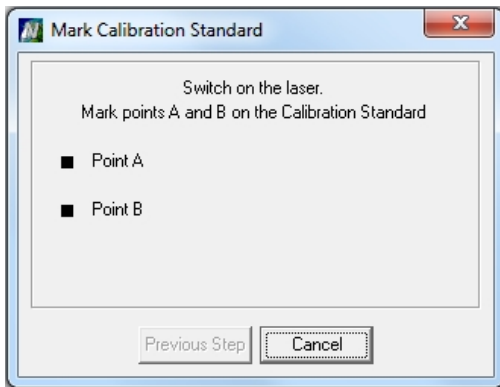 Mark Calibration Standard
Switch on the laser.
Mark points A and B on the Calibration Standard
Point A
Point B
Previous Step Cancel